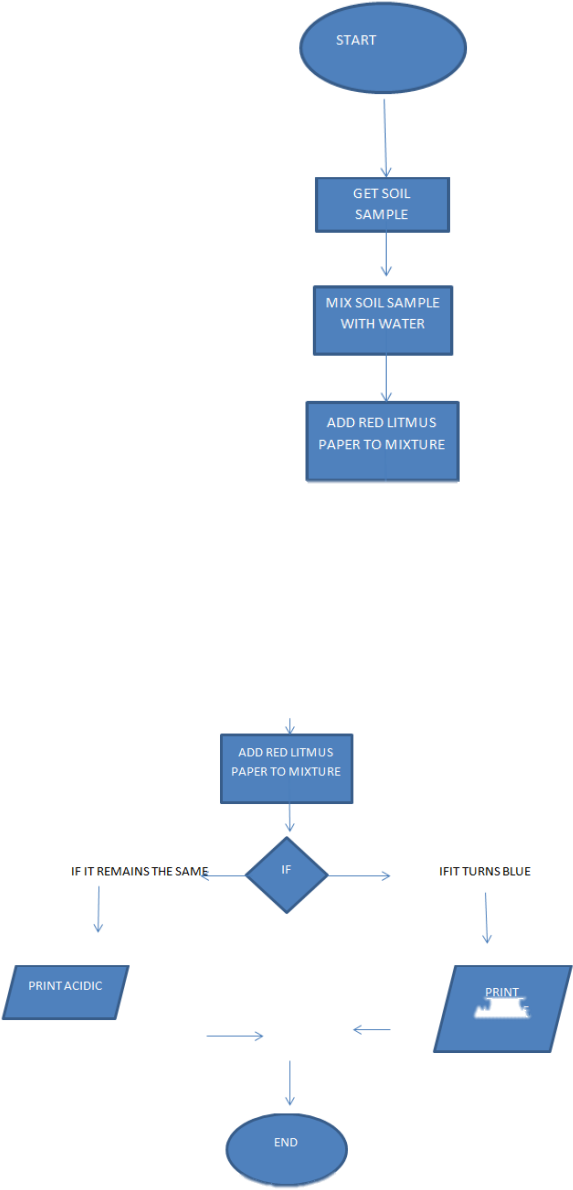 START
GET SOIL
SAMPLE
MIX SOIL SAMPLE
WITH WATER
ADD RED LITMUS
PAPER TO MIXTURE
ADD RED LITMUS
PAPER TO MIXTURE
IF
IF IT REMAINS THE SAME
IFIT TURNS BLUE
PRINT ACIDIC
PRINT
END